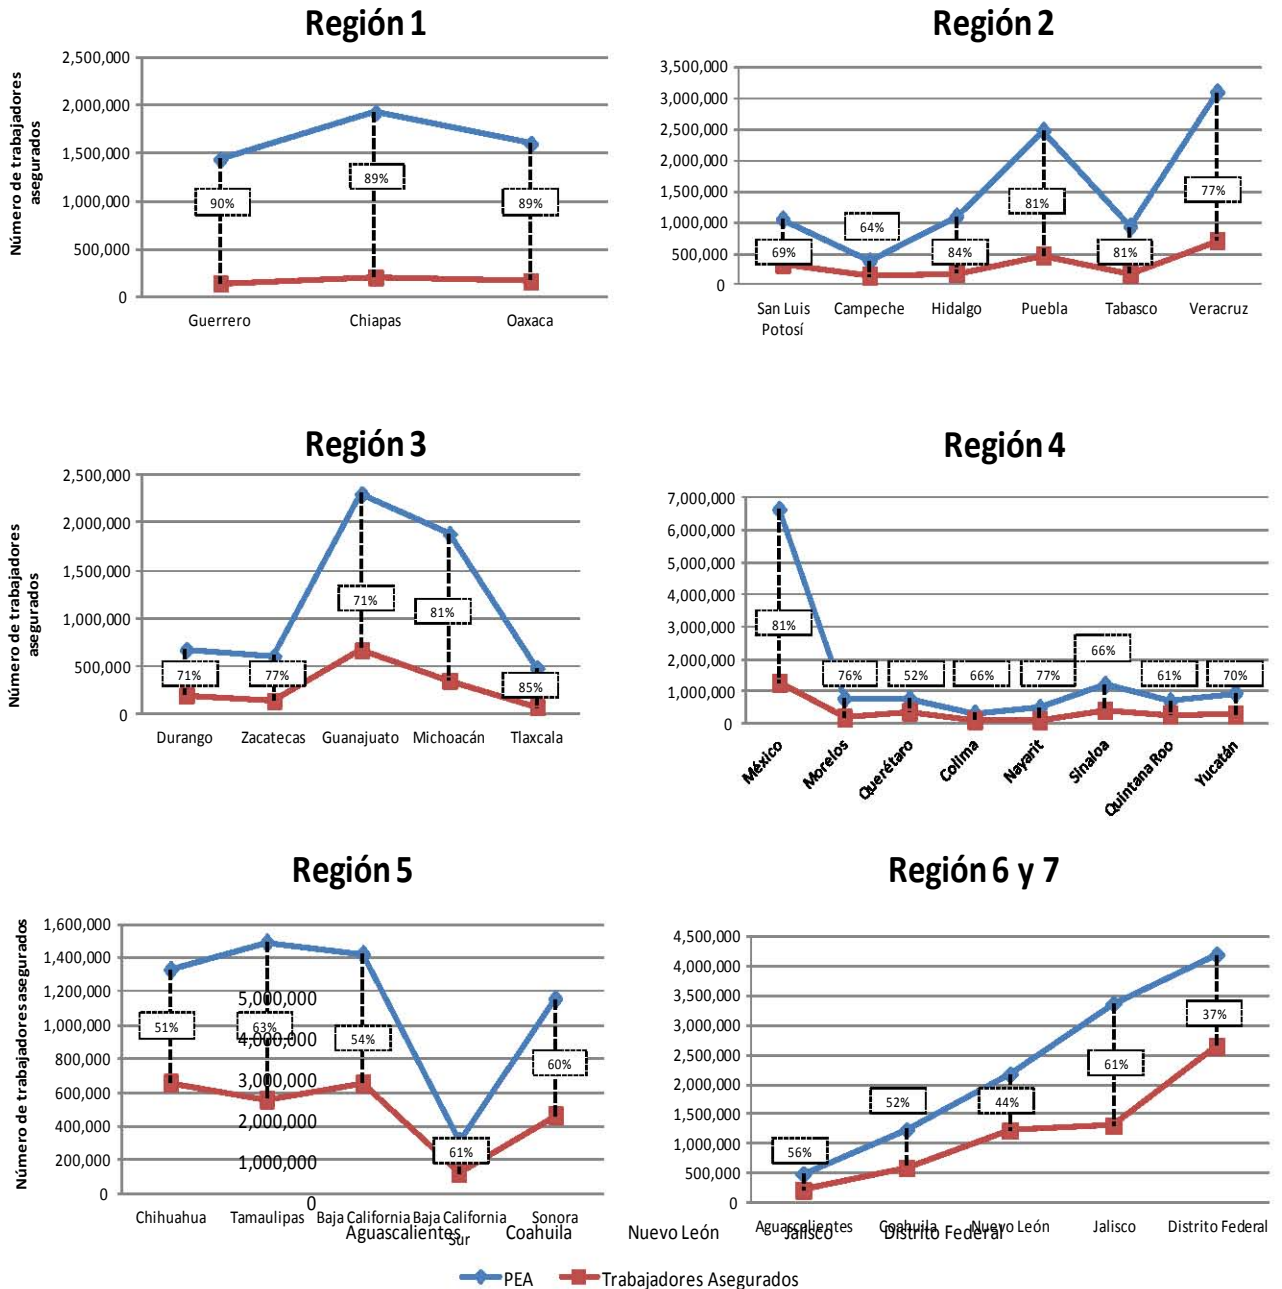 Región 1
Número de trabajadores
asegurados
2,500,000
2,000,000
1,500,000
1,000,000
500,000
0
90%
89%
89%
Guerrero
Chiapas
Oaxaca
Región 2
3,500,000
3,000,000
2,500,000
2,000,000
1,500,000
1,000,000
500,000
0
69%
64%
84%
81%
81%
77%
San Luis
Potosí
Campeche
Hidalgo
Puebla
Tabasco
Veracruz
Región 3
Número de trabajadores
asegurados
2,500,000
2,000,000
1,500,000
1,000,000
500,000
0
71%
77%
71%
81%
85%
Durango
Zacatecas
Guanajuato
Michoacán
Tlaxcala
Región 4
7,000,000
6,000,000
5,000,000
4,000,000
3,000,000
2,000,000
1,000,000
0
81%
76%
52%
66%
77%
66%
61%
70%
México
Morelos
Querétaro
Colima
Nayarit
Sinaloa
Quintana Roo
Yucatán
Región 5
Número de trabajadores asegurados
1,600,000
1,400,000
1,200,000
1,000,000
800,000
600,000
400,000
200,000
0
51%
63%
54%
61%
60%
5,000,000
4,000,000
3,000,000
2,000,000
1,000,000
0
Chihuahua
Tamaulipas
Baja California
Baja California
Sur
Sonora
Aguascalientes
Coahuila
Nuevo León
Jalisco
Distrito Federal
Región 6 y 7
4,500,000
4,000,000
3,500,000
3,000,000
2,500,000
2,000,000
1,500,000
1,000,000
500,000
0
56%
52%
44%
61%
37%
Aguascalientes
Coahuila
Nuevo León
Jalisco
Distrito Federal
PEA
Trabajadores Asegurados